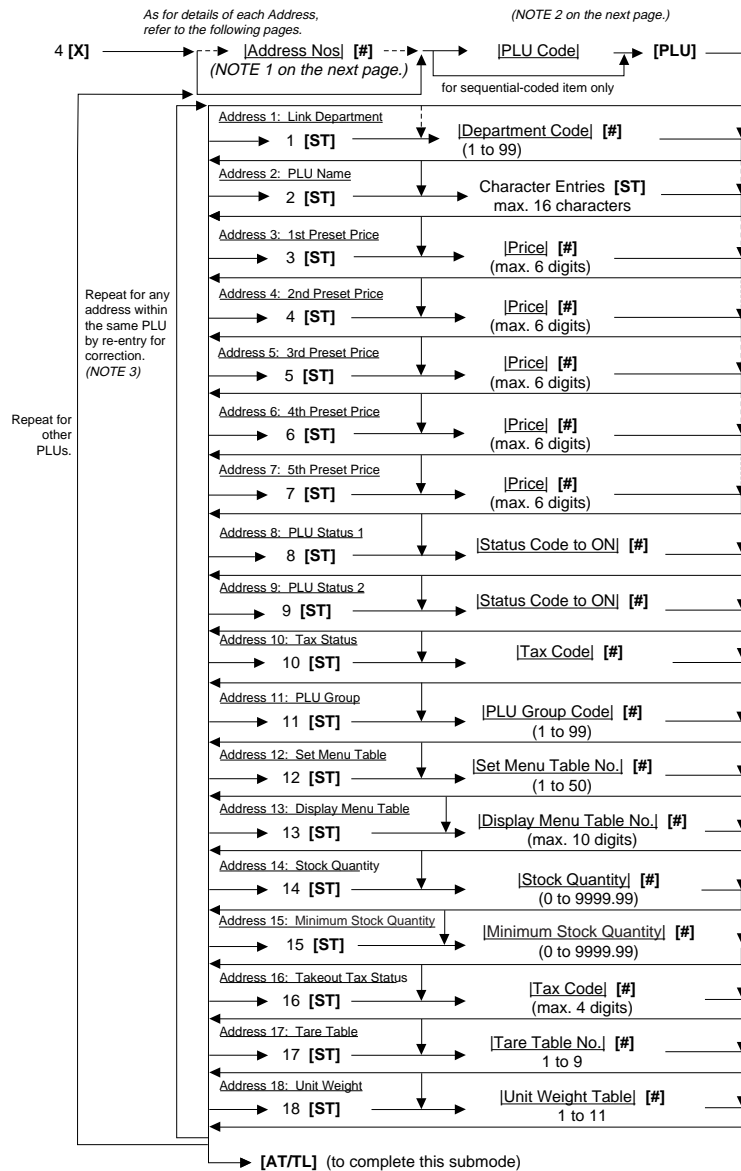 As for details of each Address,
refer to the following pages.
(NOTE 2 on the next page.)
4 [X]
|Address Nos| [#]
|PLU Code|
[PLU]
(NOTE 1 on the next page.)
for sequential-coded item only
Address 1: Link Department
1 [ST]
|Department Code| [#]
(1 to 99)
Address 2: PLU Name
2 [ST]
Character Entries [ST]
max. 16 characters
Address 3: 1st Preset Price
3 [ST]
|Price| [#]
(max. 6 digits)
Address 4: 2nd Preset Price
4 [ST]
|Price| [#]
(max. 6 digits)
Repeat for any
address within
the same PLU
by re-entry for
correction.
(NOTE 3)
Address 5: 3rd Preset Price
5 [ST]
|Price| [#]
(max. 6 digits)
Repeat for
other
PLUs.
Address 6: 4th Preset Price
6 [ST]
|Price| [#]
(max. 6 digits)
Address 7: 5th Preset Price
7 [ST]
|Price| [#]
(max. 6 digits)
Address 8: PLU Status 1
8 [ST]
|Status Code to ON| [#]
Address 9: PLU Status 2
9 [ST]
|Status Code to ON| [#]
Address 10: Tax Status
10 [ST]
|Tax Code| [#]
Address 11: PLU Group
11 [ST]
|PLU Group Code| [#]
(1 to 99)
Address 12: Set Menu Table
12 [ST]
|Set Menu Table No.| [#]
(1 to 50)
Address 13: Display Menu Table
13 [ST]
|Display Menu Table No.| [#]
(max. 10 digits)
Address 14: Stock Quantity
14 [ST]
|Stock Quantity| [#]
(0 to 9999.99)
Address 15: Minimum Stock Quantity
15 [ST]
|Minimum Stock Quantity| [#]
(0 to 9999.99)
Address 16: Takeout Tax Status
16 [ST]
|Tax Code| [#]
(max. 4 digits)
Address 17: Tare Table
17 [ST]
|Tare Table No.| [#]
1 to 9
Address 18: Unit Weight
18 [ST]
|Unit Weight Table| [#]
1 to 11
[AT/TL] (to complete this submode)